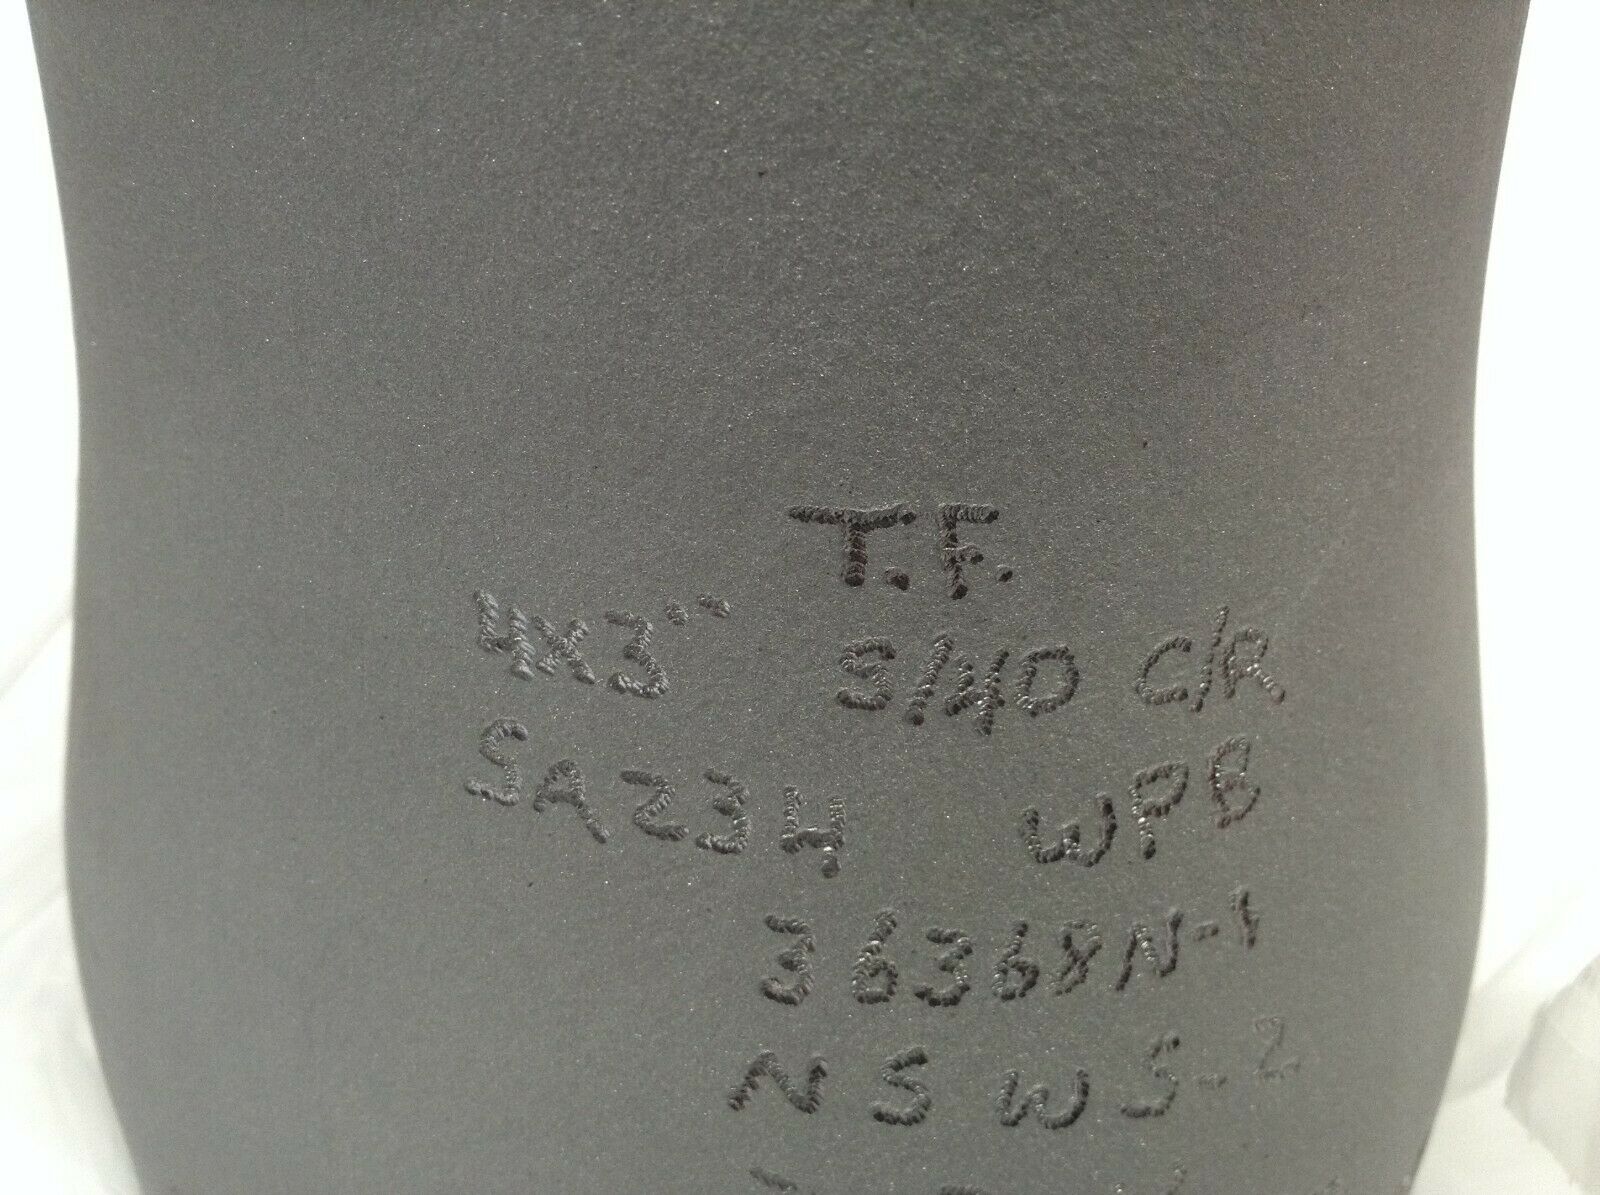 T.F.
4X3" S/40 C/R
SA234 WPB
36368N-1
NSWS-2